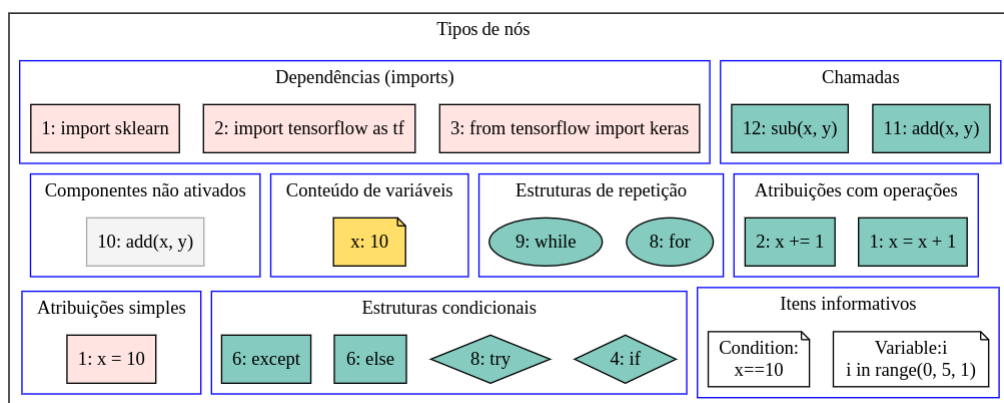 Tipos de nós
Dependências (imports)
1: import sklearn
2: import tensorflow as tf
3: from tensorflow import keras
Chamadas
12: sub(x, y)
11: add(x, y)
Componentes não ativados
10: add(x, y)
Conteúdo de variáveis
x: 10
Estruturas de repetição
9: while
8: for
Atribuições com operações
2: x += 1
1: x = x + 1
Atribuições simples
1: x = 10
Estruturas condicionais
6: except
6: else
8: try
4: if
Itens informativos
Condition:
x==10
Variable:i
i in range(0, 5, 1)